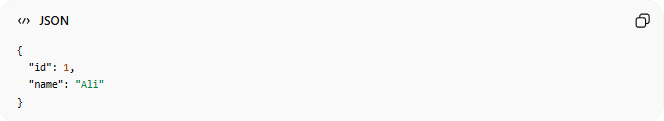 </> JSON
{
  "id": 1,
  "name": "Ali"
}